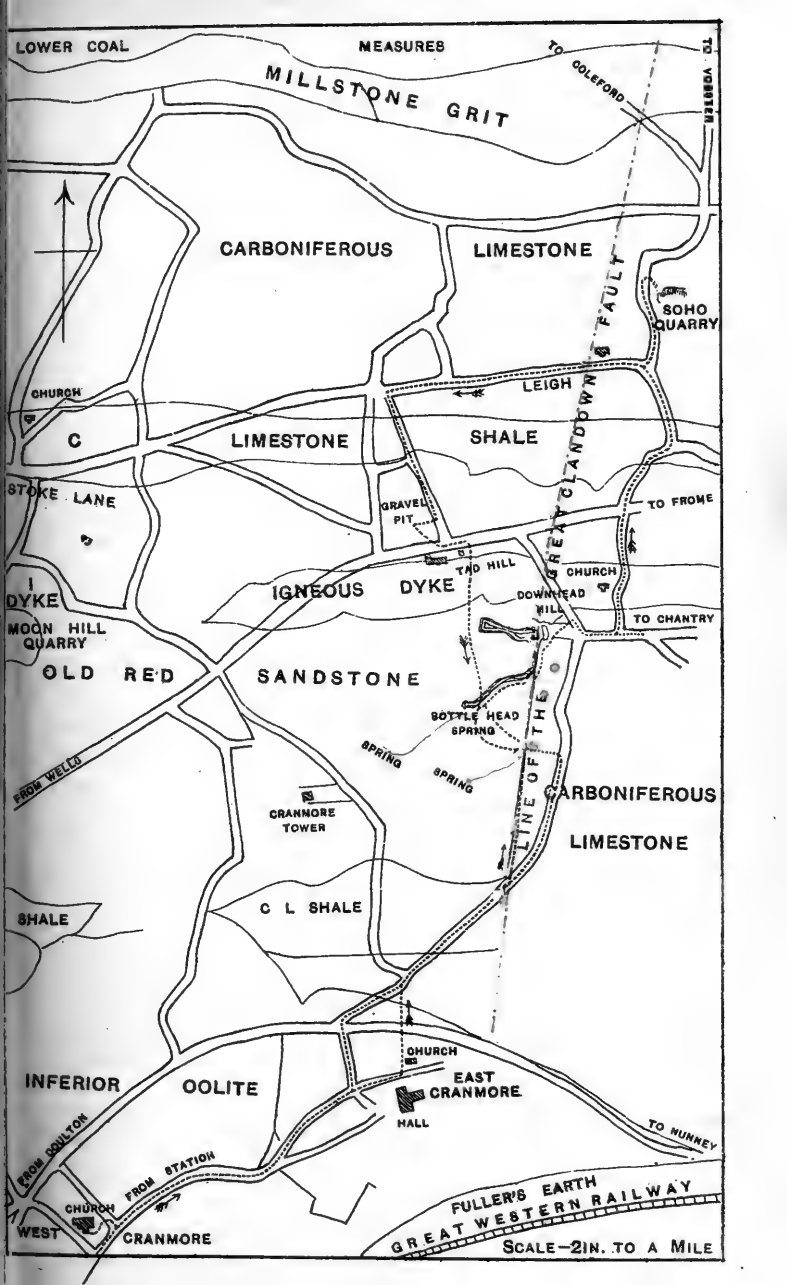 LOWER COAL MEASURES
TO COLEFORD
TO VOBSTER
MILLSTONE GRIT
CARBONIFEROUS LIMESTONE
SOHO
QUARRY
CHURCH
LEIGH
C
LIMESTONE SHALE
STOKE LANE
GRAVEL
PIT
TO FROME
TAD HILL
IGNEOUS DYKE
CHURCH
I
DYKE
DOWNHEAD
MILL
TO CHANTRY
MOON HILL
QUARRY
OLD RED SANDSTONE
BOTTLE HEAD
SPRING
SPRING
SPRING
FROM WELLS
LINE OF THE GREAT CLANDOWN FAULT
CRANMORE
TOWER
CARBONIFEROUS
LIMESTONE
SHALE
C L SHALE
CHURCH
INFERIOR OOLITE
EAST
CRANMORE
HALL
FROM DOULTON
TO NUNNEY
FROM STATION
CHURCH
WEST CRANMORE
FULLER'S EARTH
GREAT WESTERN RAILWAY
SCALE—2IN. TO A MILE